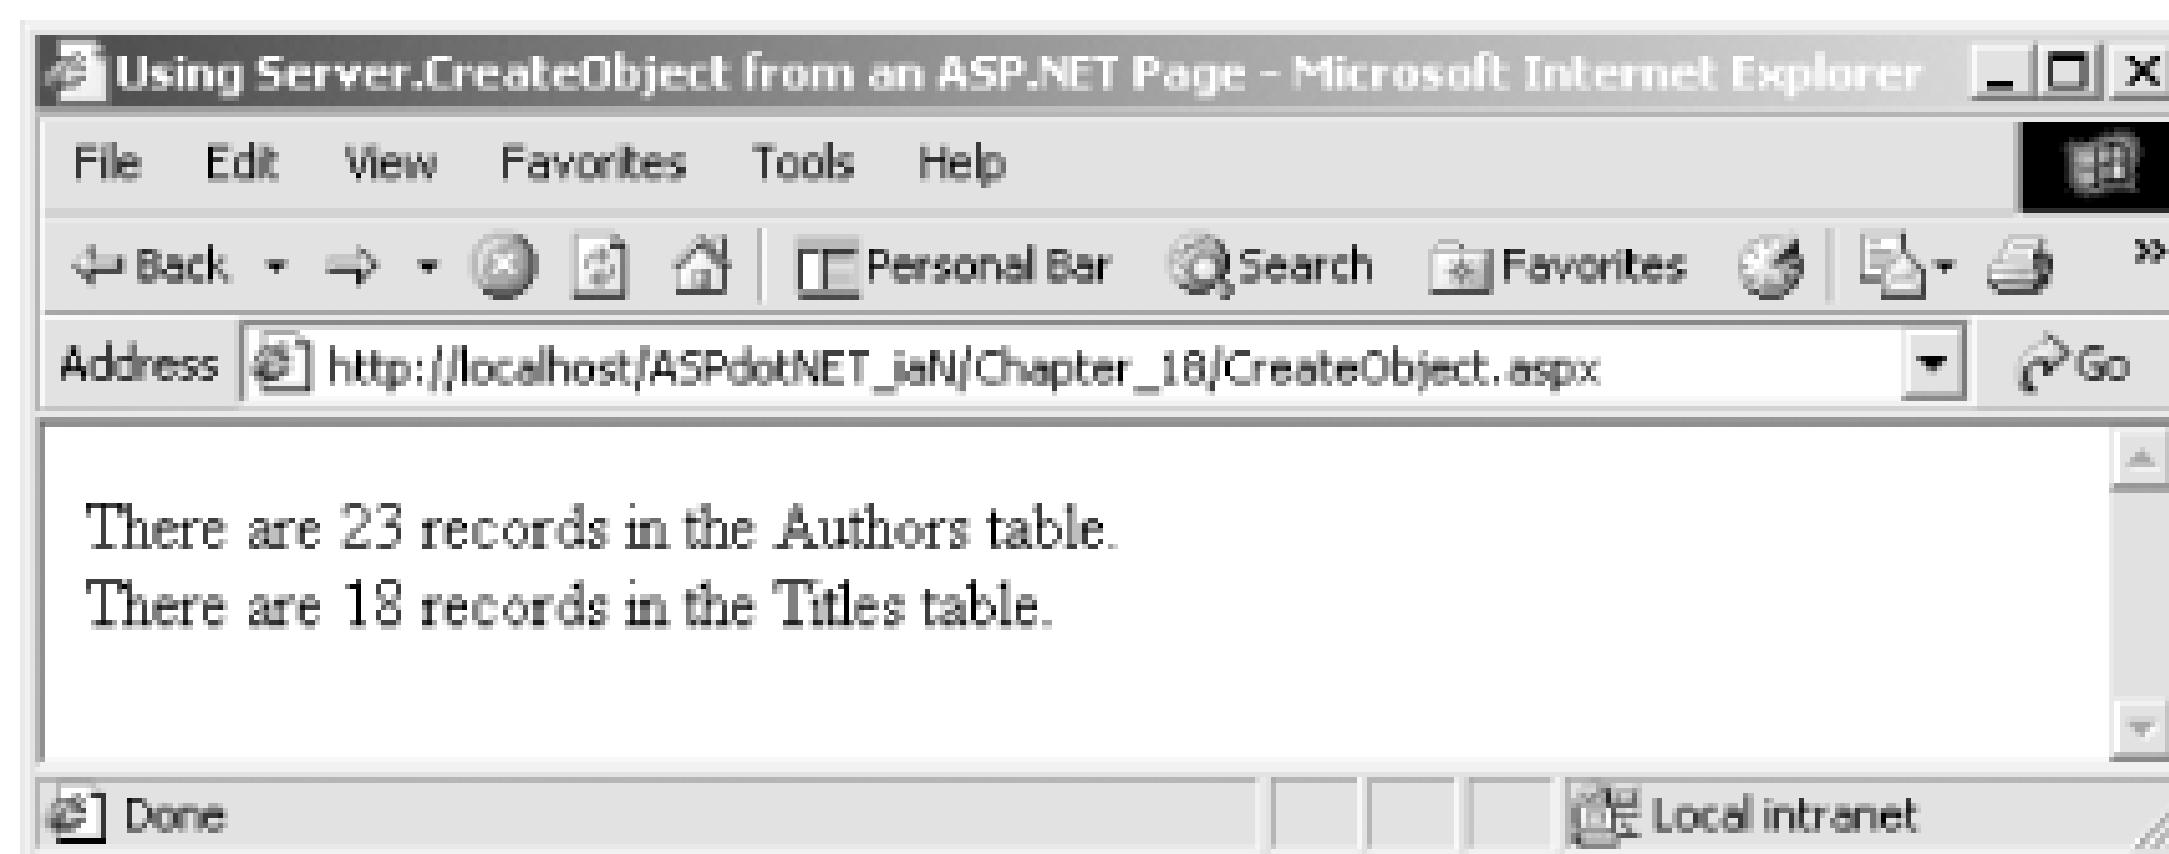 Using Server.CreateObject from an ASP.NET Page - Microsoft Internet Explorer
File Edit View Favorites Tools Help
Back Personal Bar Search Favorites »
Address http://localhost/ASPdotNET_iaN/Chapter_18/CreateObject.aspx Go
There are 23 records in the Authors table.
There are 18 records in the Titles table.
Done Local intranet